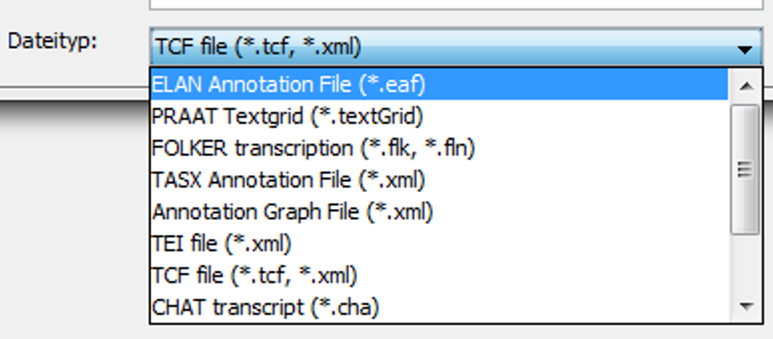 Dateityp:
TCF file (*.tcf, *.xml)
ELAN Annotation File (*.eaf)
PRAAT Textgrid (*.textGrid)
FOLKER transcription (*.flk, *.fln)
TASX Annotation File (*.xml)
Annotation Graph File (*.xml)
TEI file (*.xml)
TCF file (*.tcf, *.xml)
CHAT transcript (*.cha)